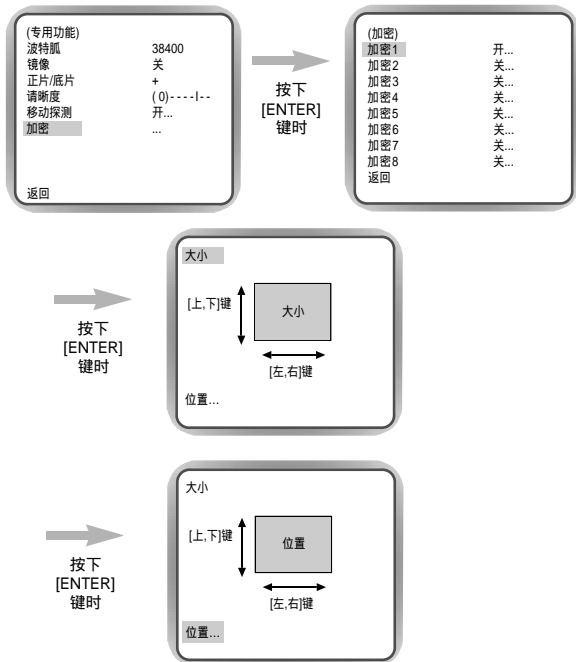 (专用功能)
波特胍 38400
镜像 关
正片/底片 +
请晰度 ( 0)----I--
移动探测 开...
加密 ...
返回
按下
[ENTER]
键时
(加密)
加密1 开...
加密2 关...
加密3 关...
加密4 关...
加密5 关...
加密6 关...
加密7 关...
加密8 关...
返回
按下
[ENTER]
键时
大小
[上,下]键
大小
[左,右]键
位置...
按下
[ENTER]
键时
大小
[上,下]键
位置
[左,右]键
位置...